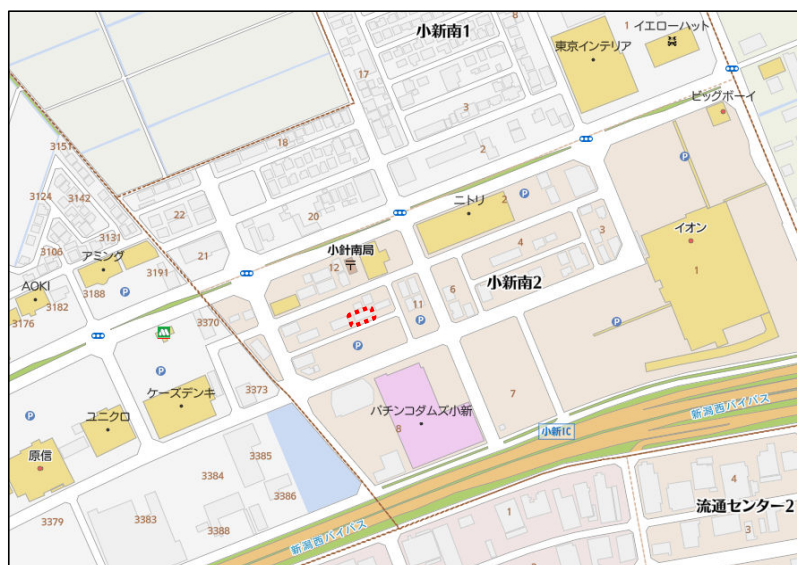 小新南1
1 イエローハット
東京インテリア
8
17
3
ビッグボーイ
P
18
2
3151
3124
3142
22
20
ニトリ
2
P
P
3131
3106
アミング
21
小針南局
12
4
3
イオン
AOKI
3182
3188
3191
P
小新南2
6
11
1
3176
3370
P
P
P
ケーズデンキ
3373
P
パチンコダムズ小新
7
ユニクロ
8
小新IC
新潟西バイパス
原信
3385
3384
3386
4
流通センター2
3379
3383
3388
1
3
新潟西バイパス
2